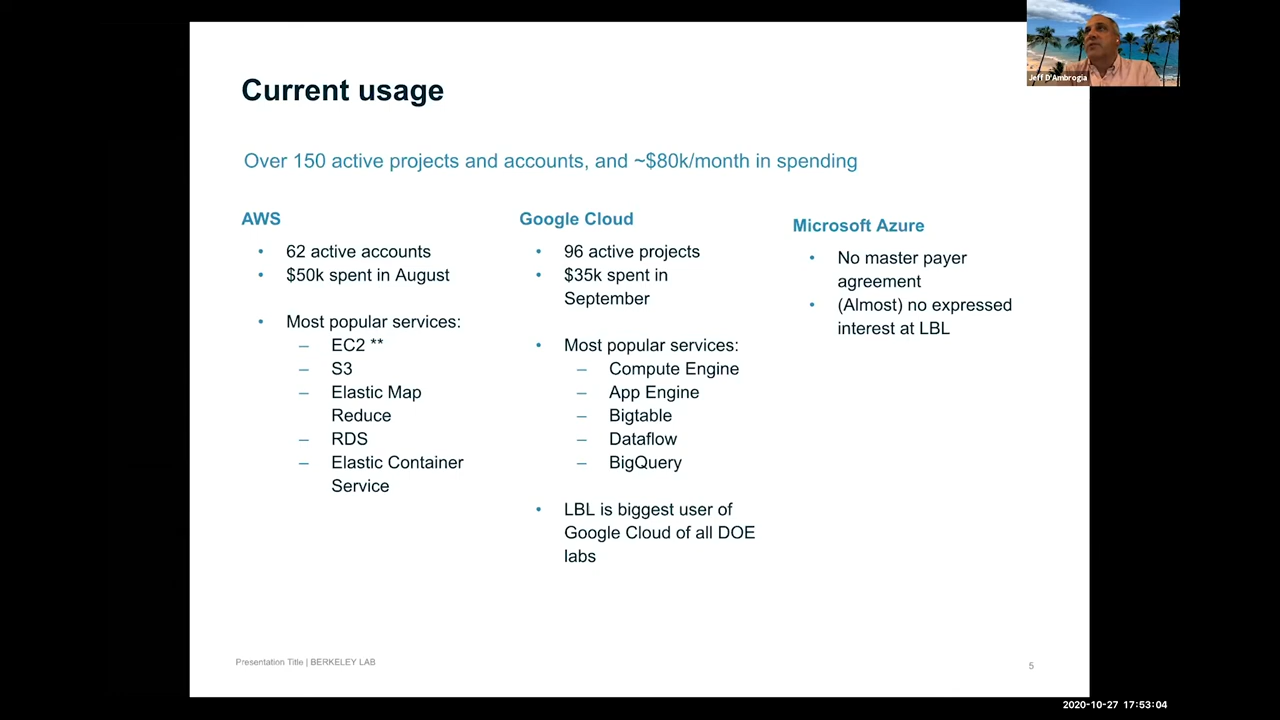 Current usage
Jeff D'Ambrogia
Over 150 active projects and accounts, and ~$80k/month in spending
AWS
• 62 active accounts
• $50k spent in August
• Most popular services:
– EC2 **
– S3
– Elastic Map
Reduce
– RDS
– Elastic Container
Service
Google Cloud
• 96 active projects
• $35k spent in
September
• Most popular services:
– Compute Engine
– App Engine
– Bigtable
– Dataflow
– BigQuery
• LBL is biggest user of
Google Cloud of all DOE
labs
Microsoft Azure
• No master payer
agreement
• (Almost) no expressed
interest at LBL
Presentation Title | BERKELEY LAB
5
2020-10-27 17:53:04